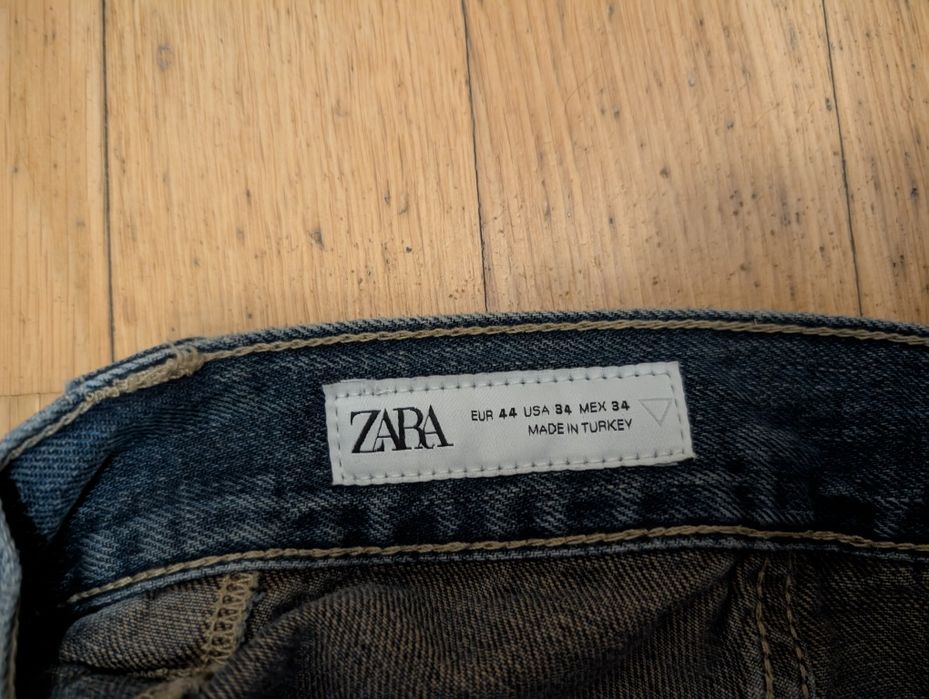 ZARA
EUR 44 USA 34 MEX 34
MADE IN TURKEY